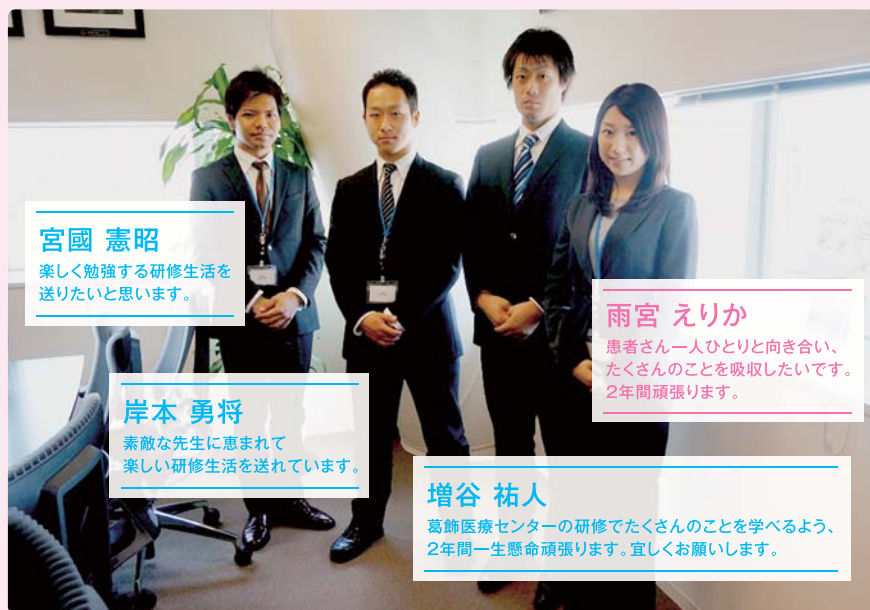 宮國 憲昭
楽しく勉強する研修生活を
送りたいと思います。
岸本 勇将
素敵な先生に恵まれて
楽しい研修生活を送れています。
雨宮 えりか
患者さん一人ひとりと向き合い、
たくさんのことを吸収したいです。
2年間頑張ります。
増谷 祐人
葛飾医療センターの研修でたくさんのことを学べるよう、
2年間一生懸命頑張ります。宜しくお願いします。